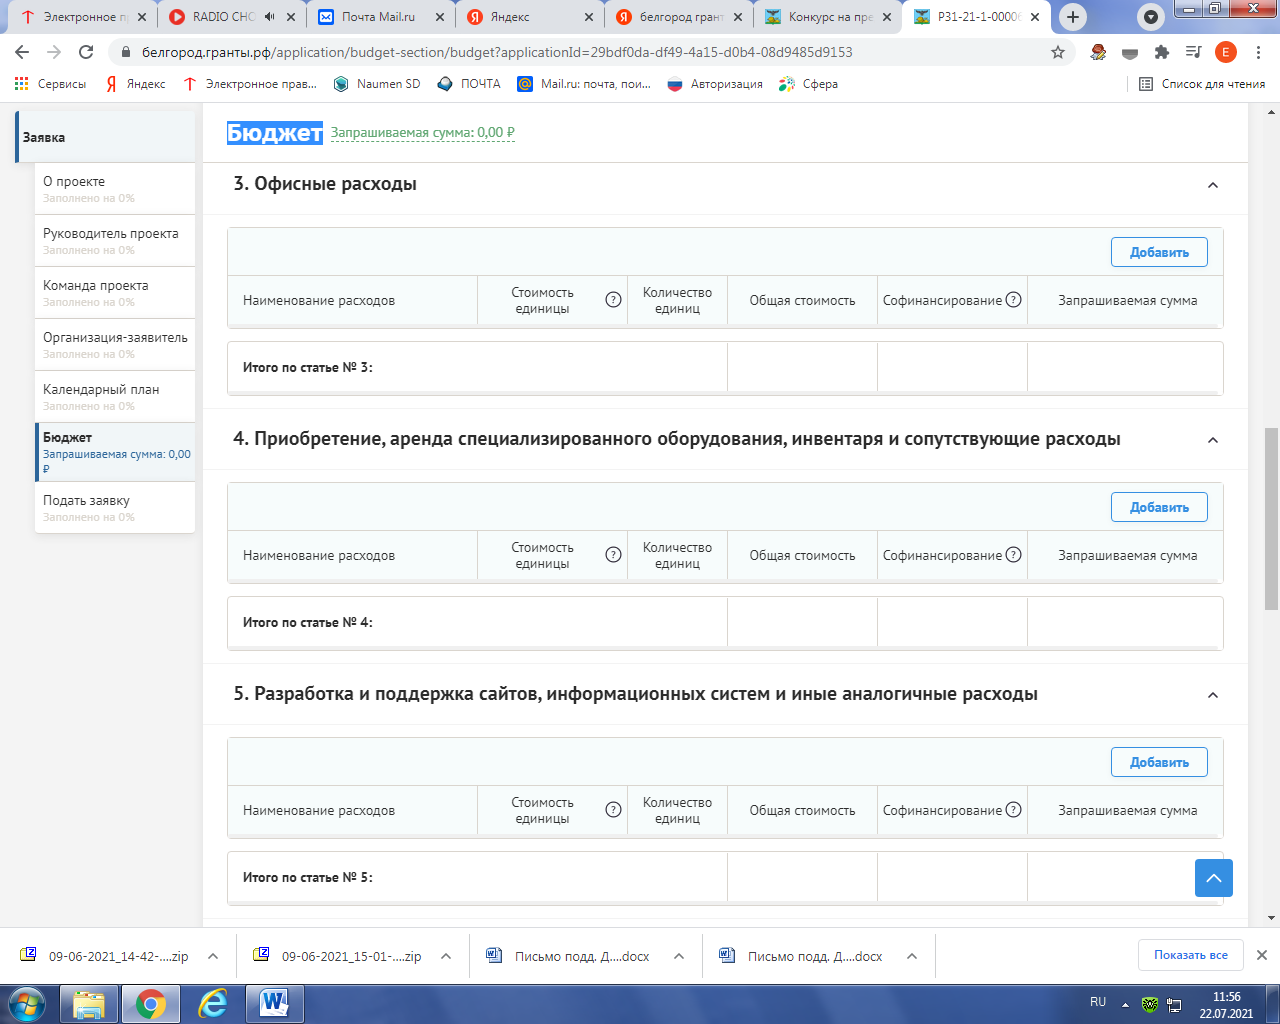 Электронное п
RADIO CHO
Почта Mail.ru
Яндекс
белгород грант
Конкурс на пре
Р31-21-1-00006
белгород.гранты.рф/application/budget-section/budget?applicationId=29bdf0da-df49-4a15-d0b4-08d9485d9153
E
Сервисы
Яндекс
Электронное прав...
Naumen SD
ПОЧТА
Mail.ru: почта, пои...
Авторизация
Сфера
Список для чтения
Заявка
О проекте
Заполнено на 0%
Руководитель проекта
Заполнено на 0%
Команда проекта
Заполнено на 0%
Организация-заявитель
Заполнено на 0%
Календарный план
Заполнено на 0%
Бюджет
Запрашиваемая сумма: 0,00
₽
Подать заявку
Заполнено на 0%
Бюджет Запрашиваемая сумма: 0,00 ₽
3. Офисные расходы
Добавить
Наименование расходов
Стоимость единицы ?
Количество единиц
Общая стоимость
Софинансирование ?
Запрашиваемая сумма
Итого по статье № 3:
4. Приобретение, аренда специализированного оборудования, инвентаря и сопутствующие расходы
Добавить
Наименование расходов
Стоимость единицы ?
Количество единиц
Общая стоимость
Софинансирование ?
Запрашиваемая сумма
Итого по статье № 4:
5. Разработка и поддержка сайтов, информационных систем и иные аналогичные расходы
Добавить
Наименование расходов
Стоимость единицы ?
Количество единиц
Общая стоимость
Софинансирование ?
Запрашиваемая сумма
Итого по статье № 5:
09-06-2021_14-42-....zip
09-06-2021_15-01-....zip
Письмо подд. Д....docx
Письмо подд. Д....docx
Показать все
RU
11:56
22.07.2021